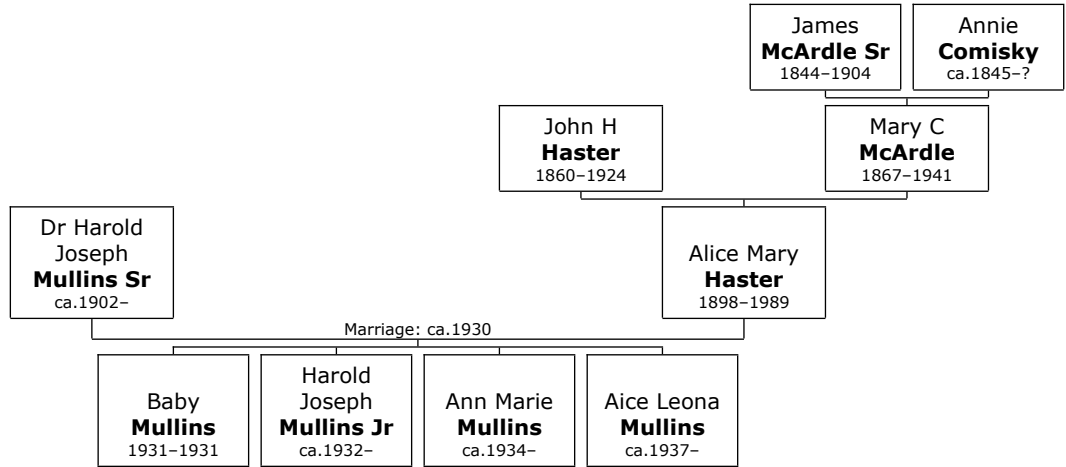 James
McArdle Sr
1844–1904
Annie
Comisky
ca.1845–?
John H
Haster
1860–1924
Mary C
McArdle
1867–1941
Dr Harold
Joseph
Mullins Sr
ca.1902–
Alice Mary
Haster
1898–1989
Marriage: ca.1930
Baby
Mullins
1931–1931
Harold
Joseph
Mullins Jr
ca.1932–
Ann Marie
Mullins
ca.1934–
Aice Leona
Mullins
ca.1937–